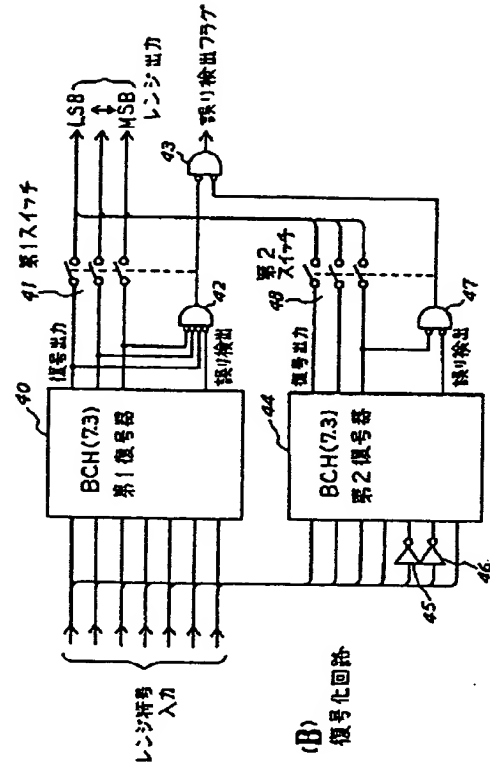 レンジ符号
入力
40
BCH(7.3)
第1復号器
復号出力
誤り検出
41 第1スイッチ
42
LSB
MSB
レンジ出力
43
誤り検出フラグ
44
BCH(7.3)
第2復号器
復号出力
誤り検出
第2
スイッチ
48
47
45
46
(B)
復号化回路